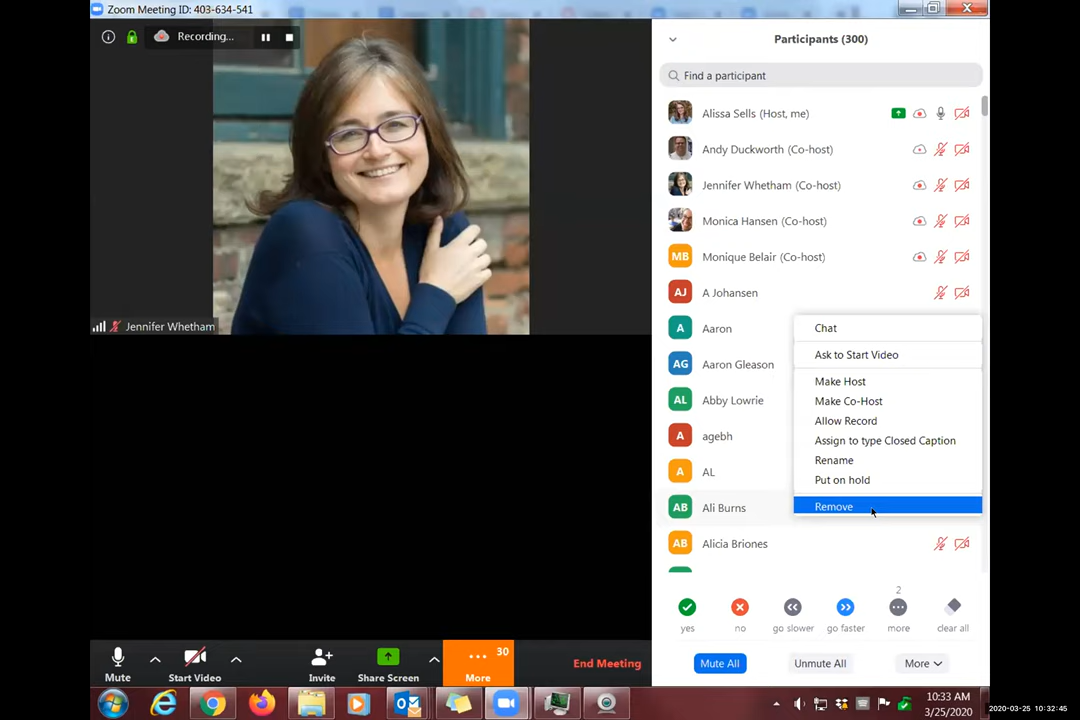 Zoom Meeting ID: 403-634-541
Recording...
Participants (300)
Find a participant
Alissa Sells (Host, me)
Andy Duckworth (Co-host)
Jennifer Whetham (Co-host)
Monica Hansen (Co-host)
MB Monique Belair (Co-host)
AJ A Johansen
A Aaron
AG Aaron Gleason
AL Abby Lowrie
A agebh
A AL
AB Ali Burns
AB Alicia Briones
Chat
Ask to Start Video
Make Host
Make Co-Host
Allow Record
Assign to type Closed Caption
Rename
Put on hold
Remove
Jennifer Whetham
2
yes no go slower go faster more clear all
Mute All Unmute All More
Mute Start Video Invite Share Screen 30 More End Meeting
10:33 AM
3/25/2020
2020-03-25 10:32:45